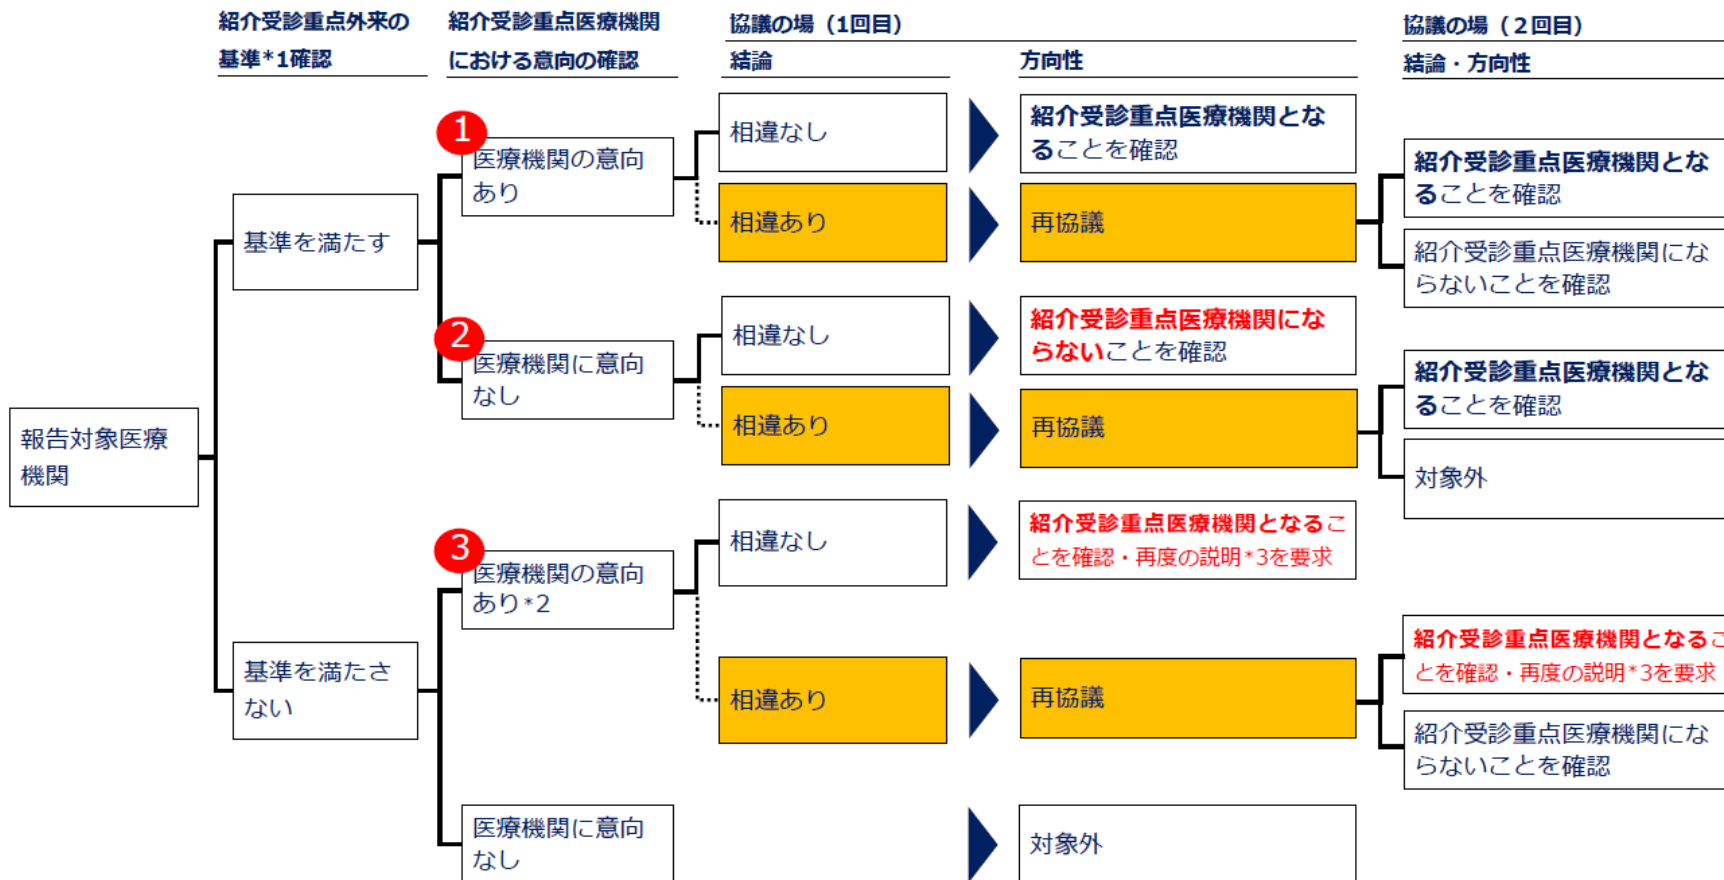 紹介受診重点外来の
基準*1確認
紹介受診重点医療機関
における意向の確認
協議の場（1回目）
結論
方向性
協議の場（２回目）
結論・方向性
報告対象医療
機関
基準を満たす
1
医療機関の意向
あり
相違なし
紹介受診重点医療機関とな
ることを確認
相違あり
再協議
紹介受診重点医療機関とな
ることを確認
紹介受診重点医療機関にな
らないことを確認
2
医療機関に意向
なし
相違なし
紹介受診重点医療機関にな
らないことを確認
相違あり
再協議
紹介受診重点医療機関とな
ることを確認
対象外
基準を満たさ
ない
3
医療機関の意向
あり*2
相違なし
紹介受診重点医療機関となるこ
とを確認・再度の説明*3を要求
相違あり
再協議
紹介受診重点医療機関となるこ
とを確認・再度の説明*3を要求
紹介受診重点医療機関にな
らないことを確認
医療機関に意向
なし
対象外